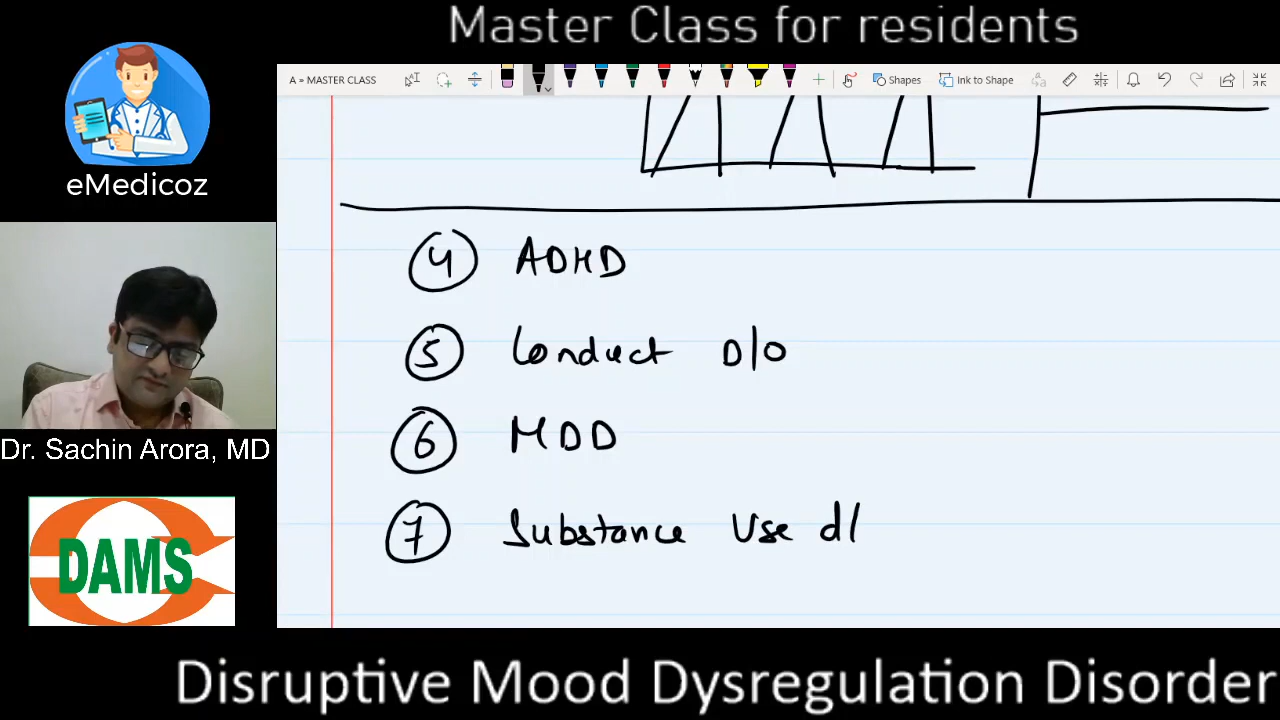 Master Class for residents
A » MASTER CLASS
Shapes
Ink to Shape
eMedicoz
4 ADHD
5 Conduct D/O
6 MDD
7 Substance Use d/
Dr. Sachin Arora, MD
DAMS
Disruptive Mood Dysregulation Disorder